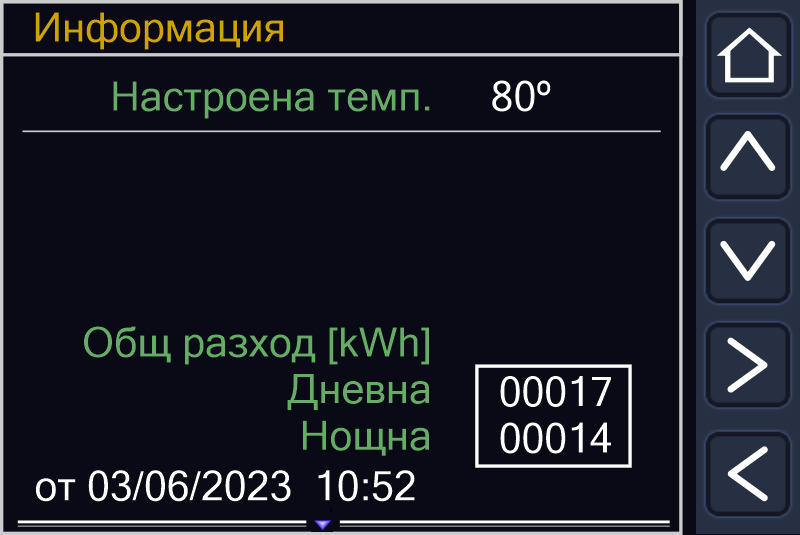 Информация
Настроена темп. 80º
Общ разход [kWh]
Дневна 00017
Нощна 00014
от 03/06/2023 10:52